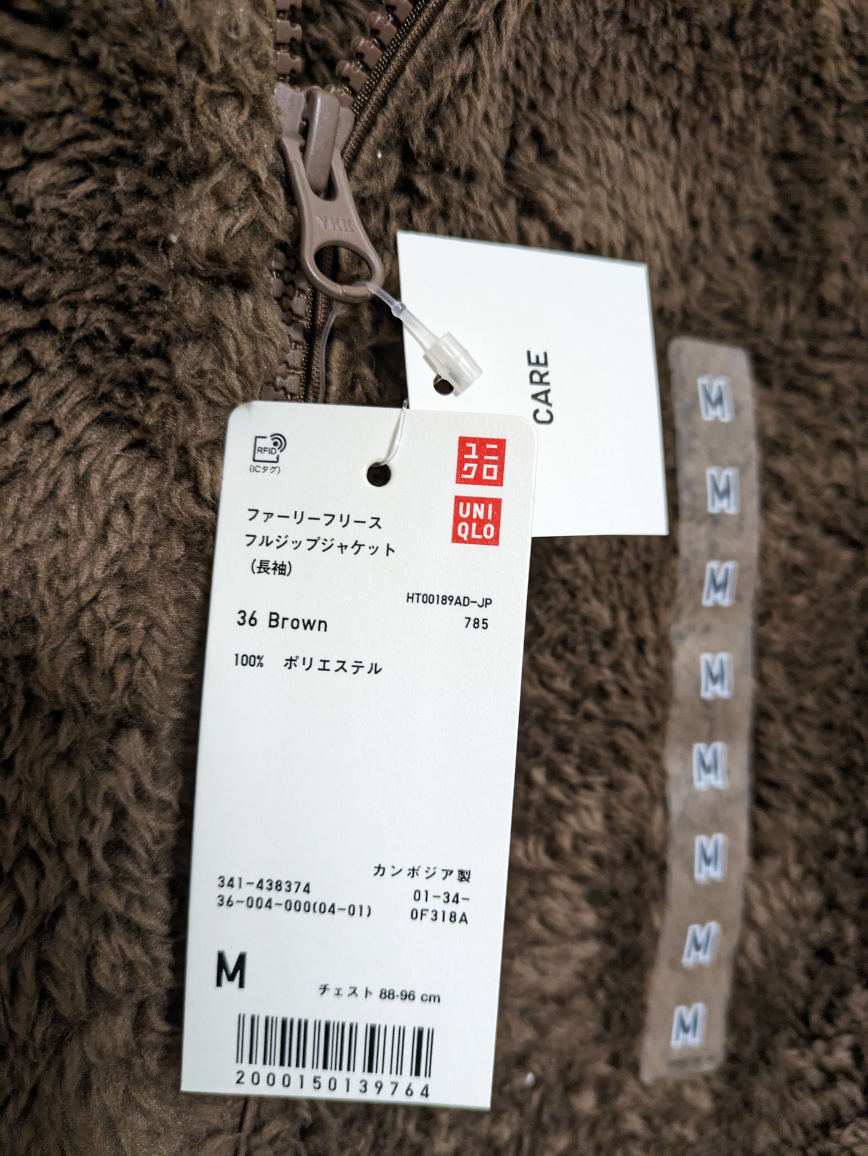 YKK
CARE
RFID
(ICタグ)
ユニ
クロ
UNI
QLO
ファーリーフリース
フルジップジャケット
(長袖)
HT00189AD-JP
36 Brown
785
100% ポリエステル
カンボジア製
341-438374
01-34-
36-004-000(04-01)
0F318A
M
チェスト 88-96 cm
2000150139764
M
M
M
M
M
M
M
M